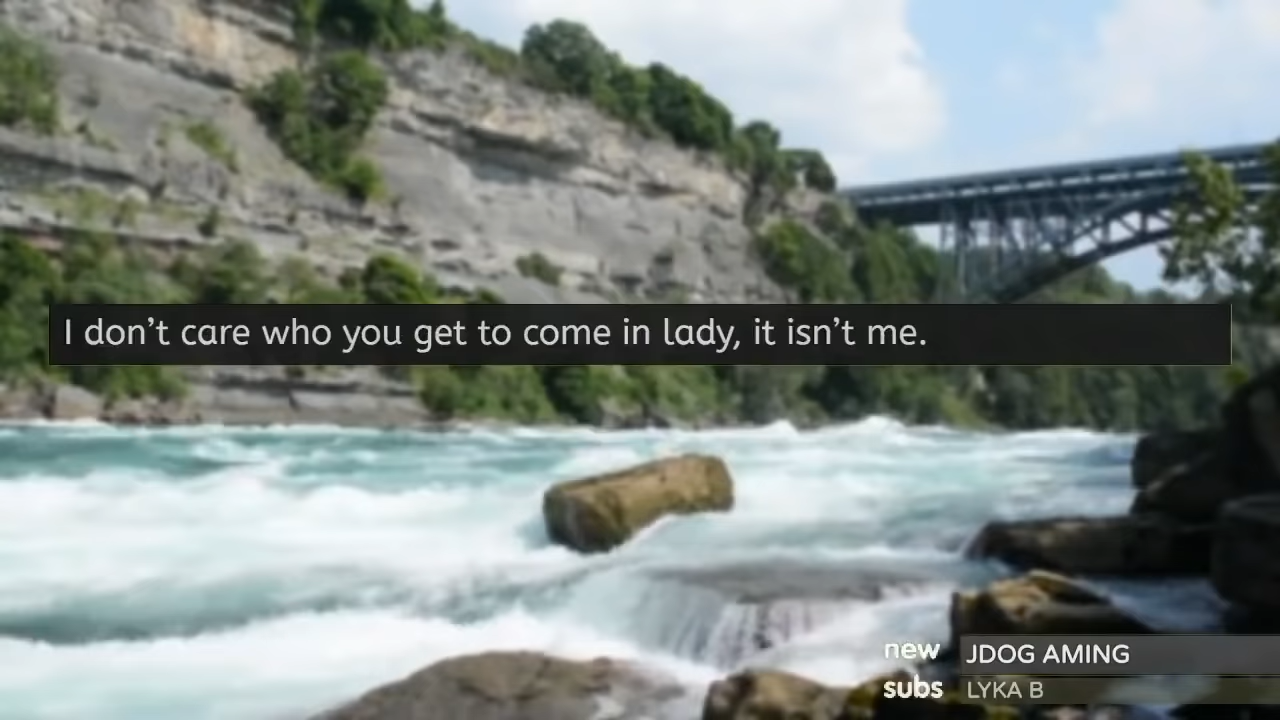 I don’t care who you get to come in lady, it isn’t me.
new
JDOG AMING
subs
LYKA B